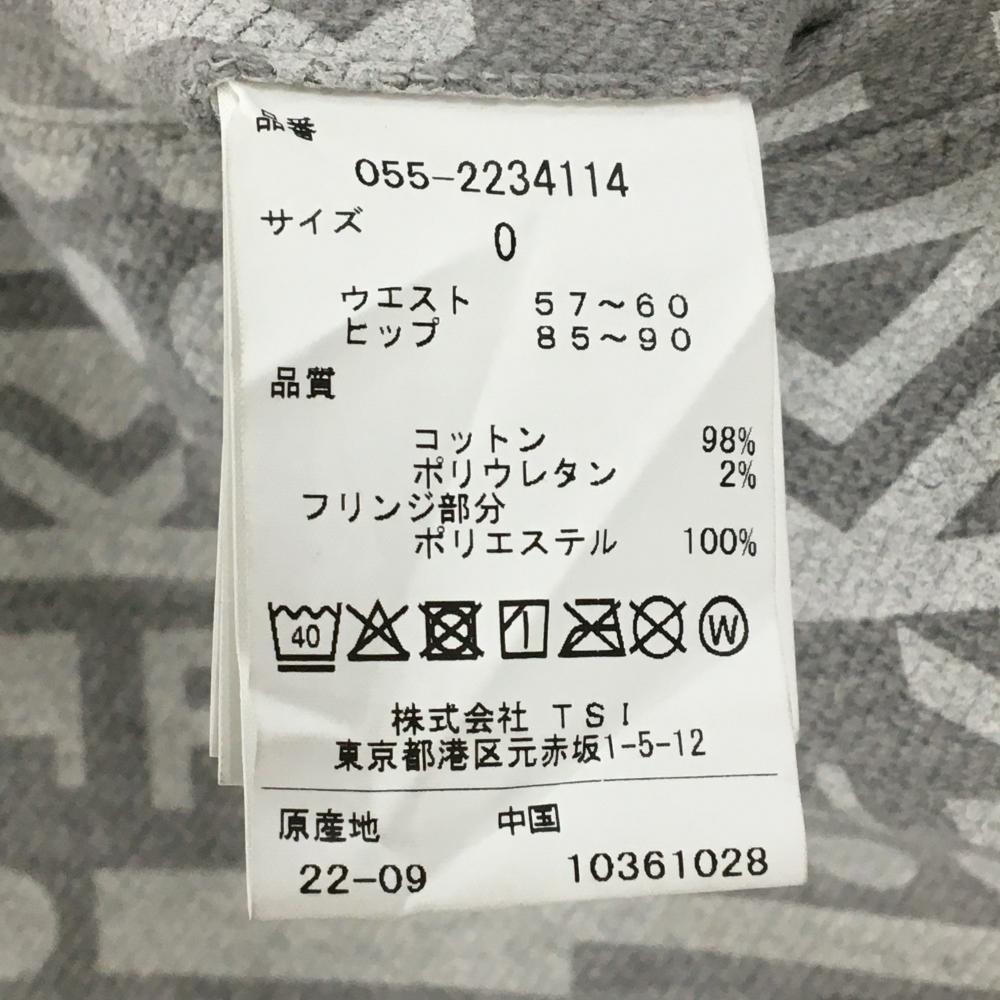 品番
055-2234114
サイズ
0
ウエスト 57~60
ヒップ 85~90
品質
コットン 98%
ポリウレタン 2%
フリンジ部分
ポリエステル 100%
40 W
株式会社 TSI
東京都港区元赤坂1-5-12
原産地 中国
22-09 10361028